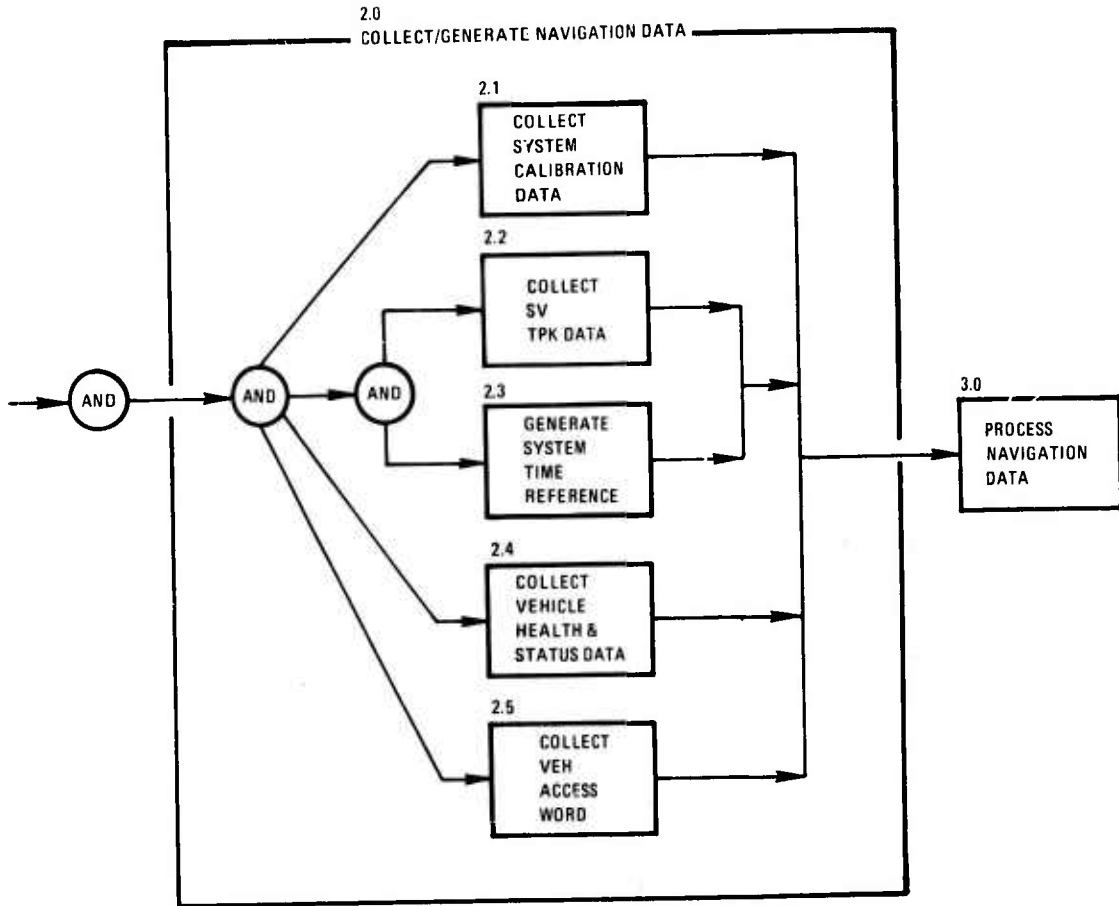 2.0
COLLECT/GENERATE NAVIGATION DATA
2.1
COLLECT
SYSTEM
CALIBRATION
DATA
2.2
COLLECT
SV
TPK DATA
AND
AND
AND
2.3
GENERATE
SYSTEM
TIME
REFERENCE
3.0
PROCESS
NAVIGATION
DATA
2.4
COLLECT
VEHICLE
HEALTH &
STATUS DATA
2.5
COLLECT
VEH
ACCESS
WORD